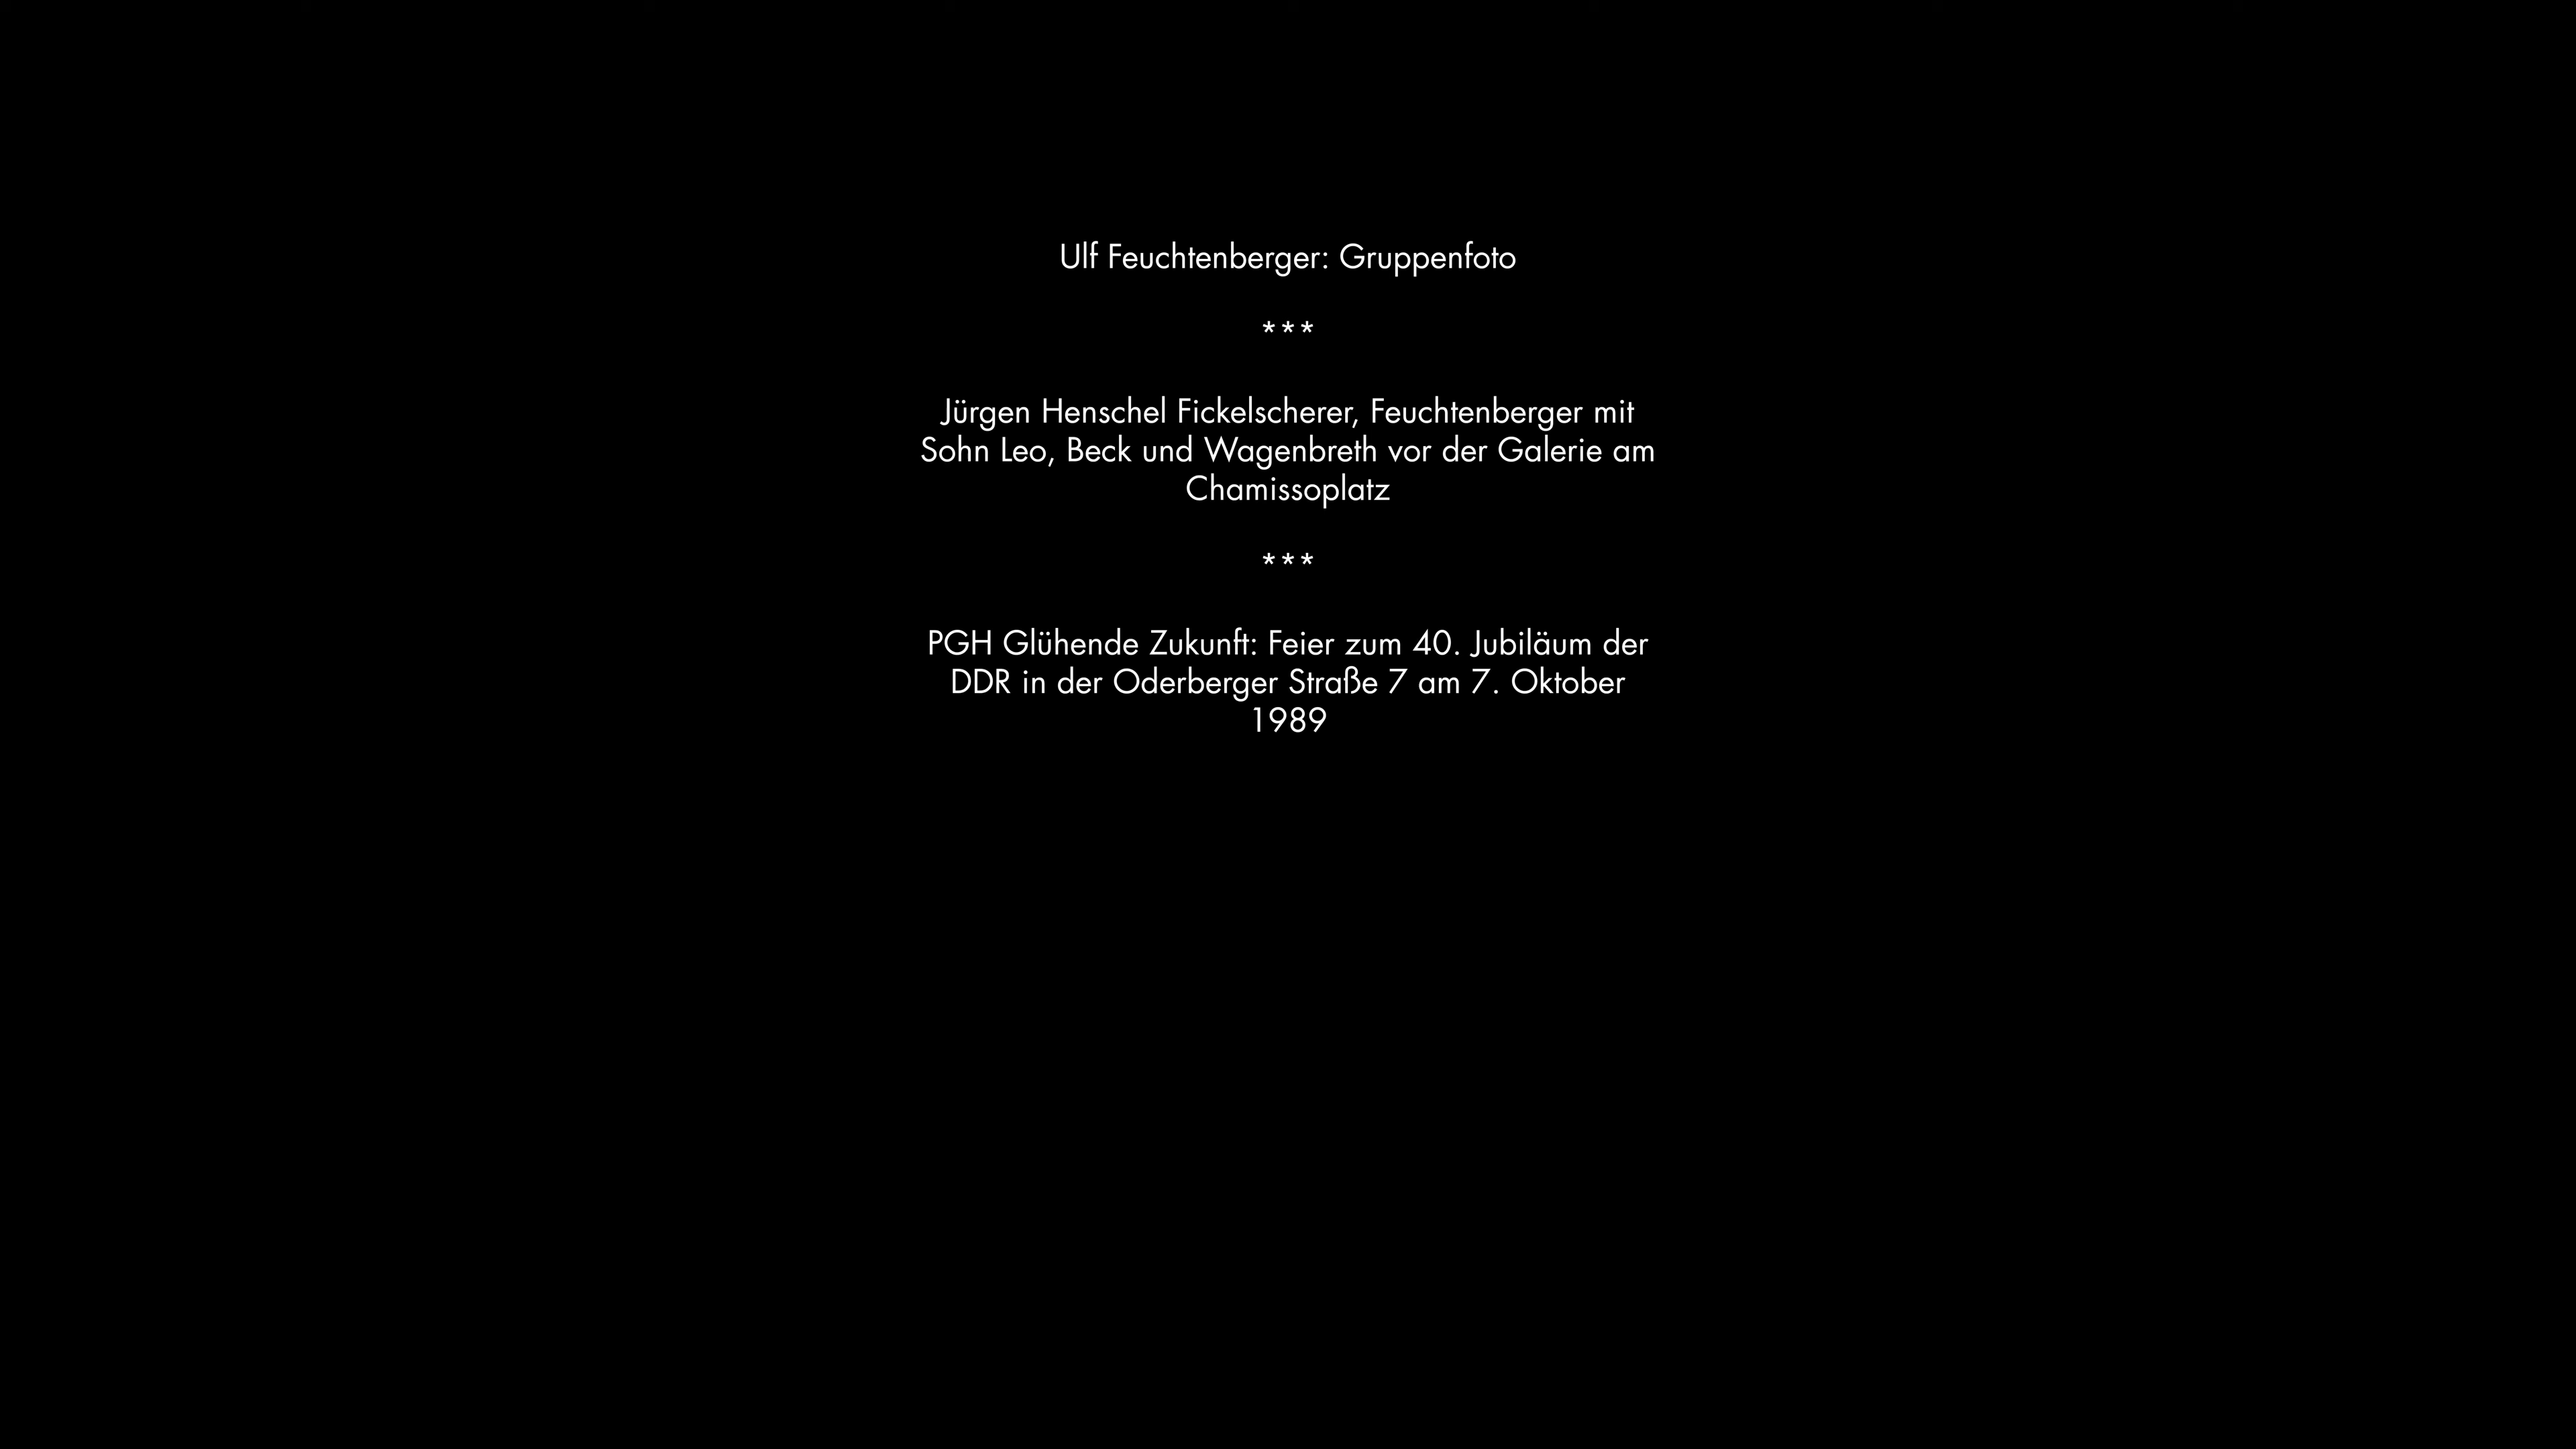 Ulf Feuchtenberger: Gruppenfoto
***
Jürgen Henschel Fickelscherer, Feuchtenberger mit
Sohn Leo, Beck und Wagenbreth vor der Galerie am
Chamissoplatz
***
PGH Glühende Zukunft: Feier zum 40. Jubiläum der
DDR in der Oderberger Straße 7 am 7. Oktober
1989